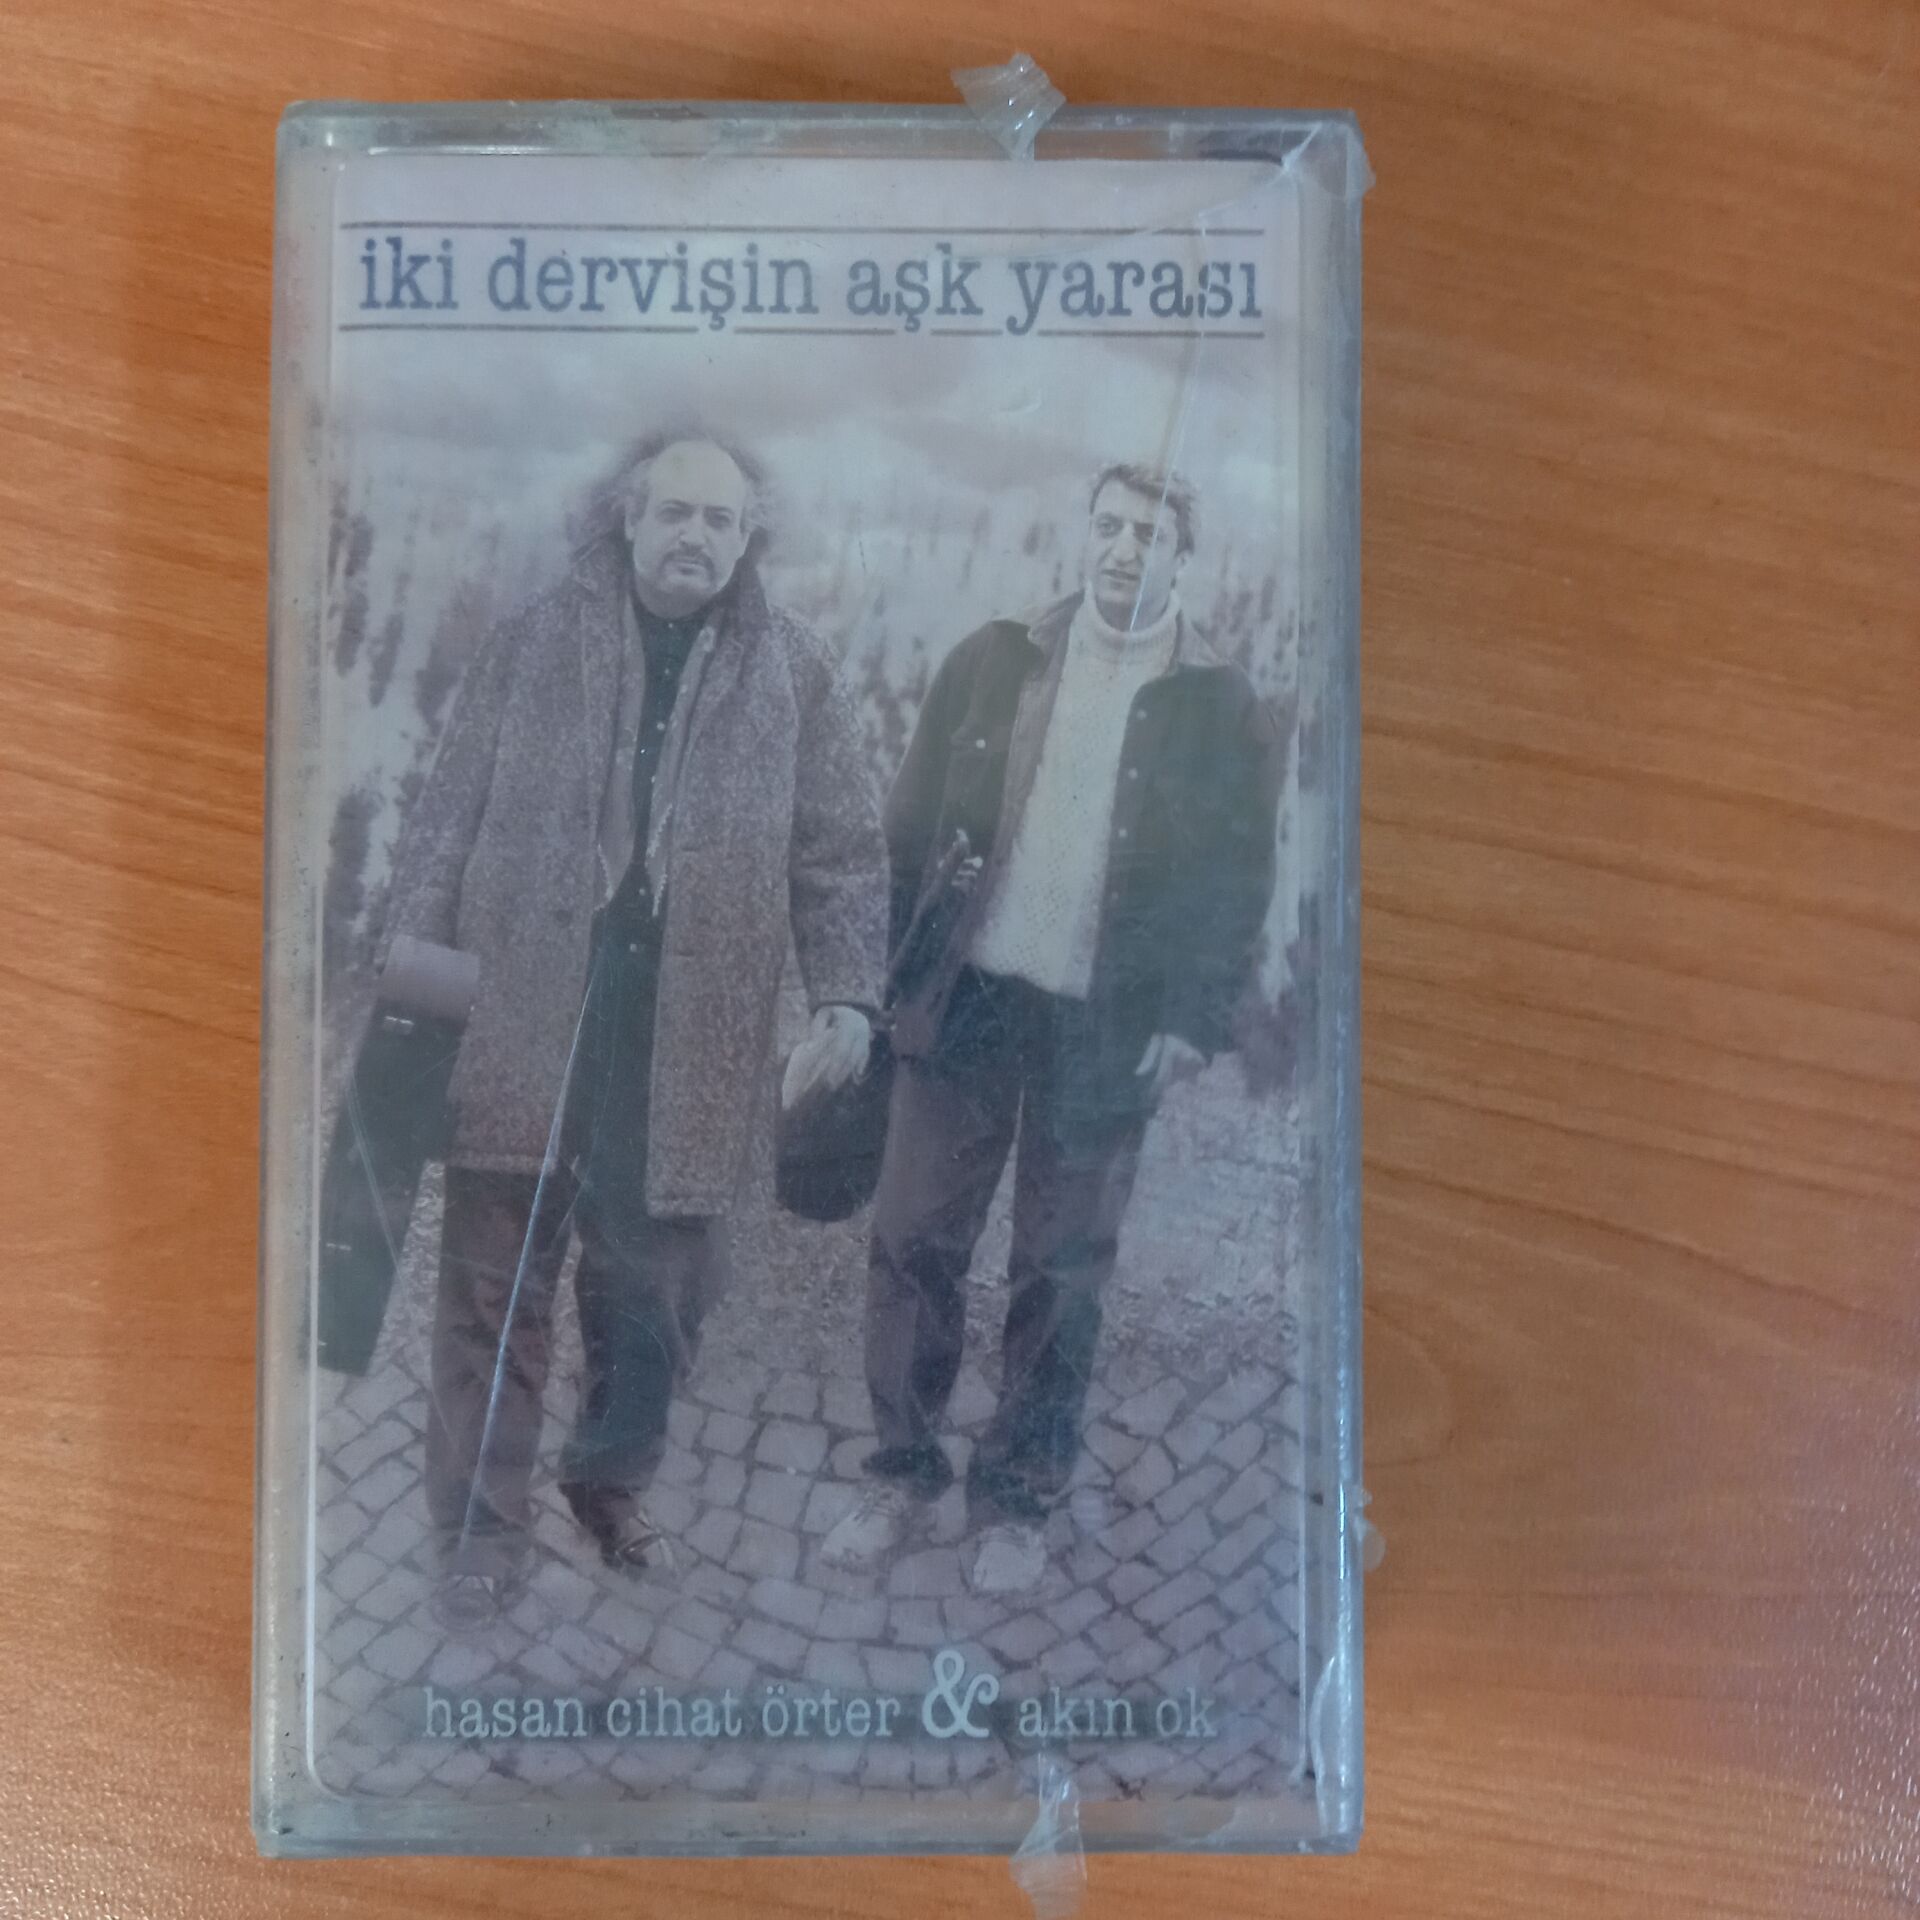 iki dervişin aşk yarası
hasan cihat örter & akın ok